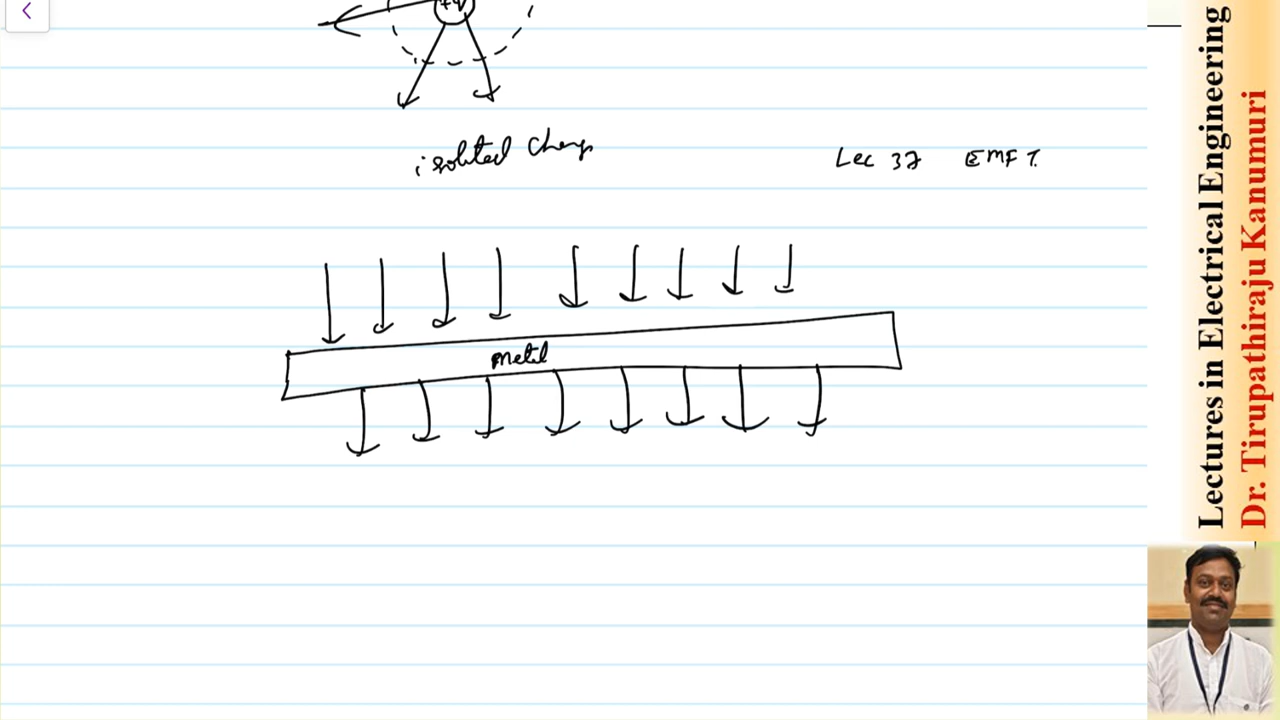 +q
isolated charge
Lec 37 EMFT.
metal
Lectures in Electrical Engineering
Dr. Tirupathiraju Kanumuri